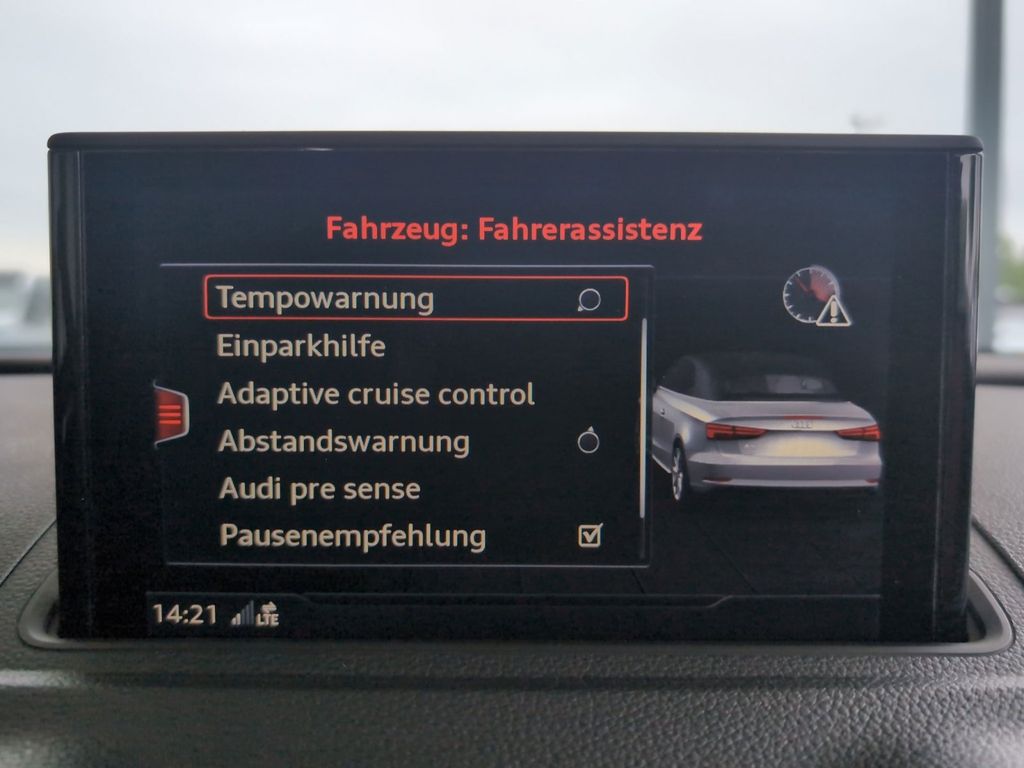 Fahrzeug: Fahrerassistenz
Tempowarnung
Einparkhilfe
Adaptive cruise control
Abstandswarnung
Audi pre sense
Pausenempfehlung
14:21 LTE